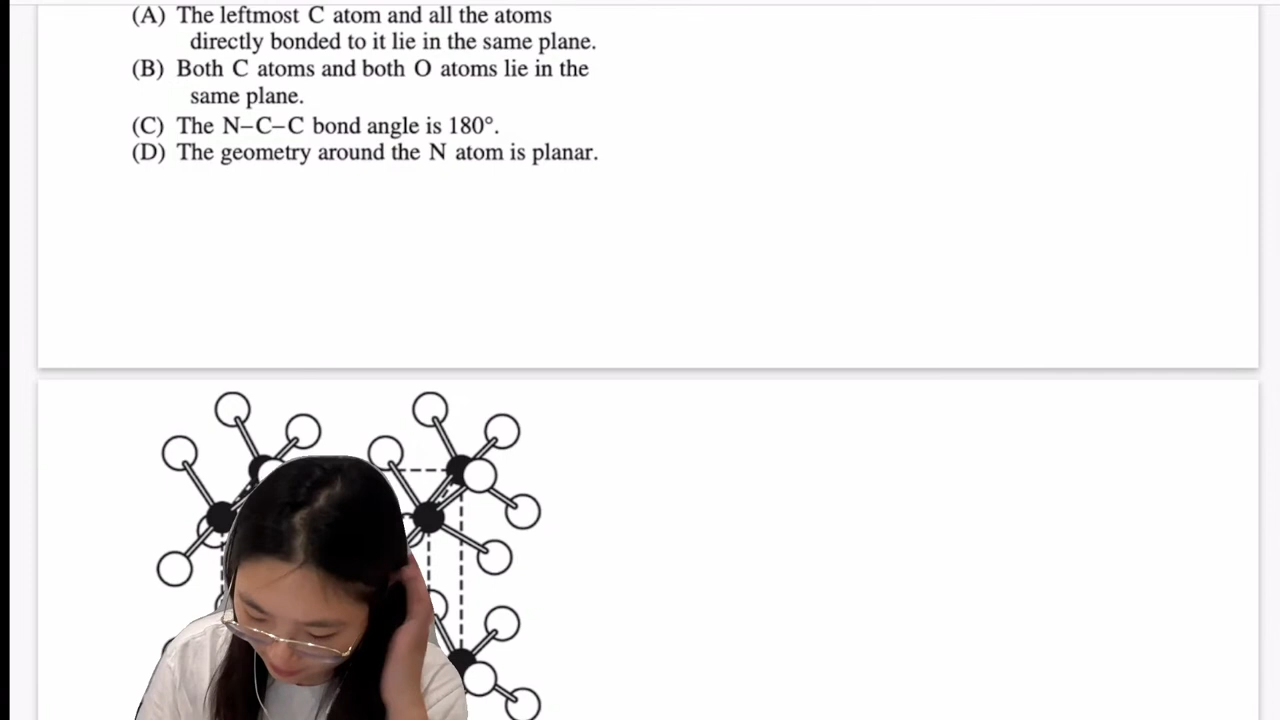 (A) The leftmost C atom and all the atoms
directly bonded to it lie in the same plane.
(B) Both C atoms and both O atoms lie in the
same plane.
(C) The N–C–C bond angle is 180°.
(D) The geometry around the N atom is planar.